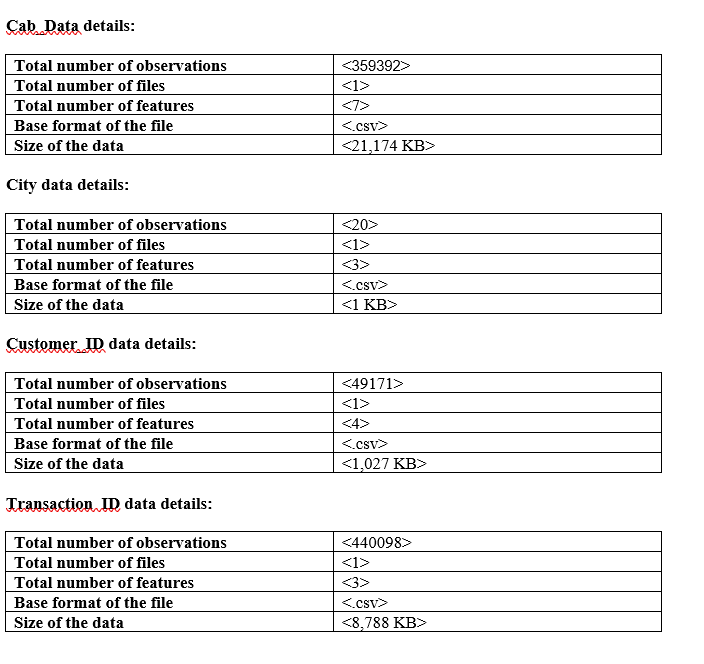 Cab_Data details:
Total number of observations <359392>
Total number of files <1>
Total number of features <7>
Base format of the file <.csv>
Size of the data <21,174 KB>
City data details:
Total number of observations <20>
Total number of files <1>
Total number of features <3>
Base format of the file <.csv>
Size of the data <1 KB>
Customer_ID data details:
Total number of observations <49171>
Total number of files <1>
Total number of features <4>
Base format of the file <.csv>
Size of the data <1,027 KB>
Transaction_ID data details:
Total number of observations <440098>
Total number of files <1>
Total number of features <3>
Base format of the file <.csv>
Size of the data <8,788 KB>